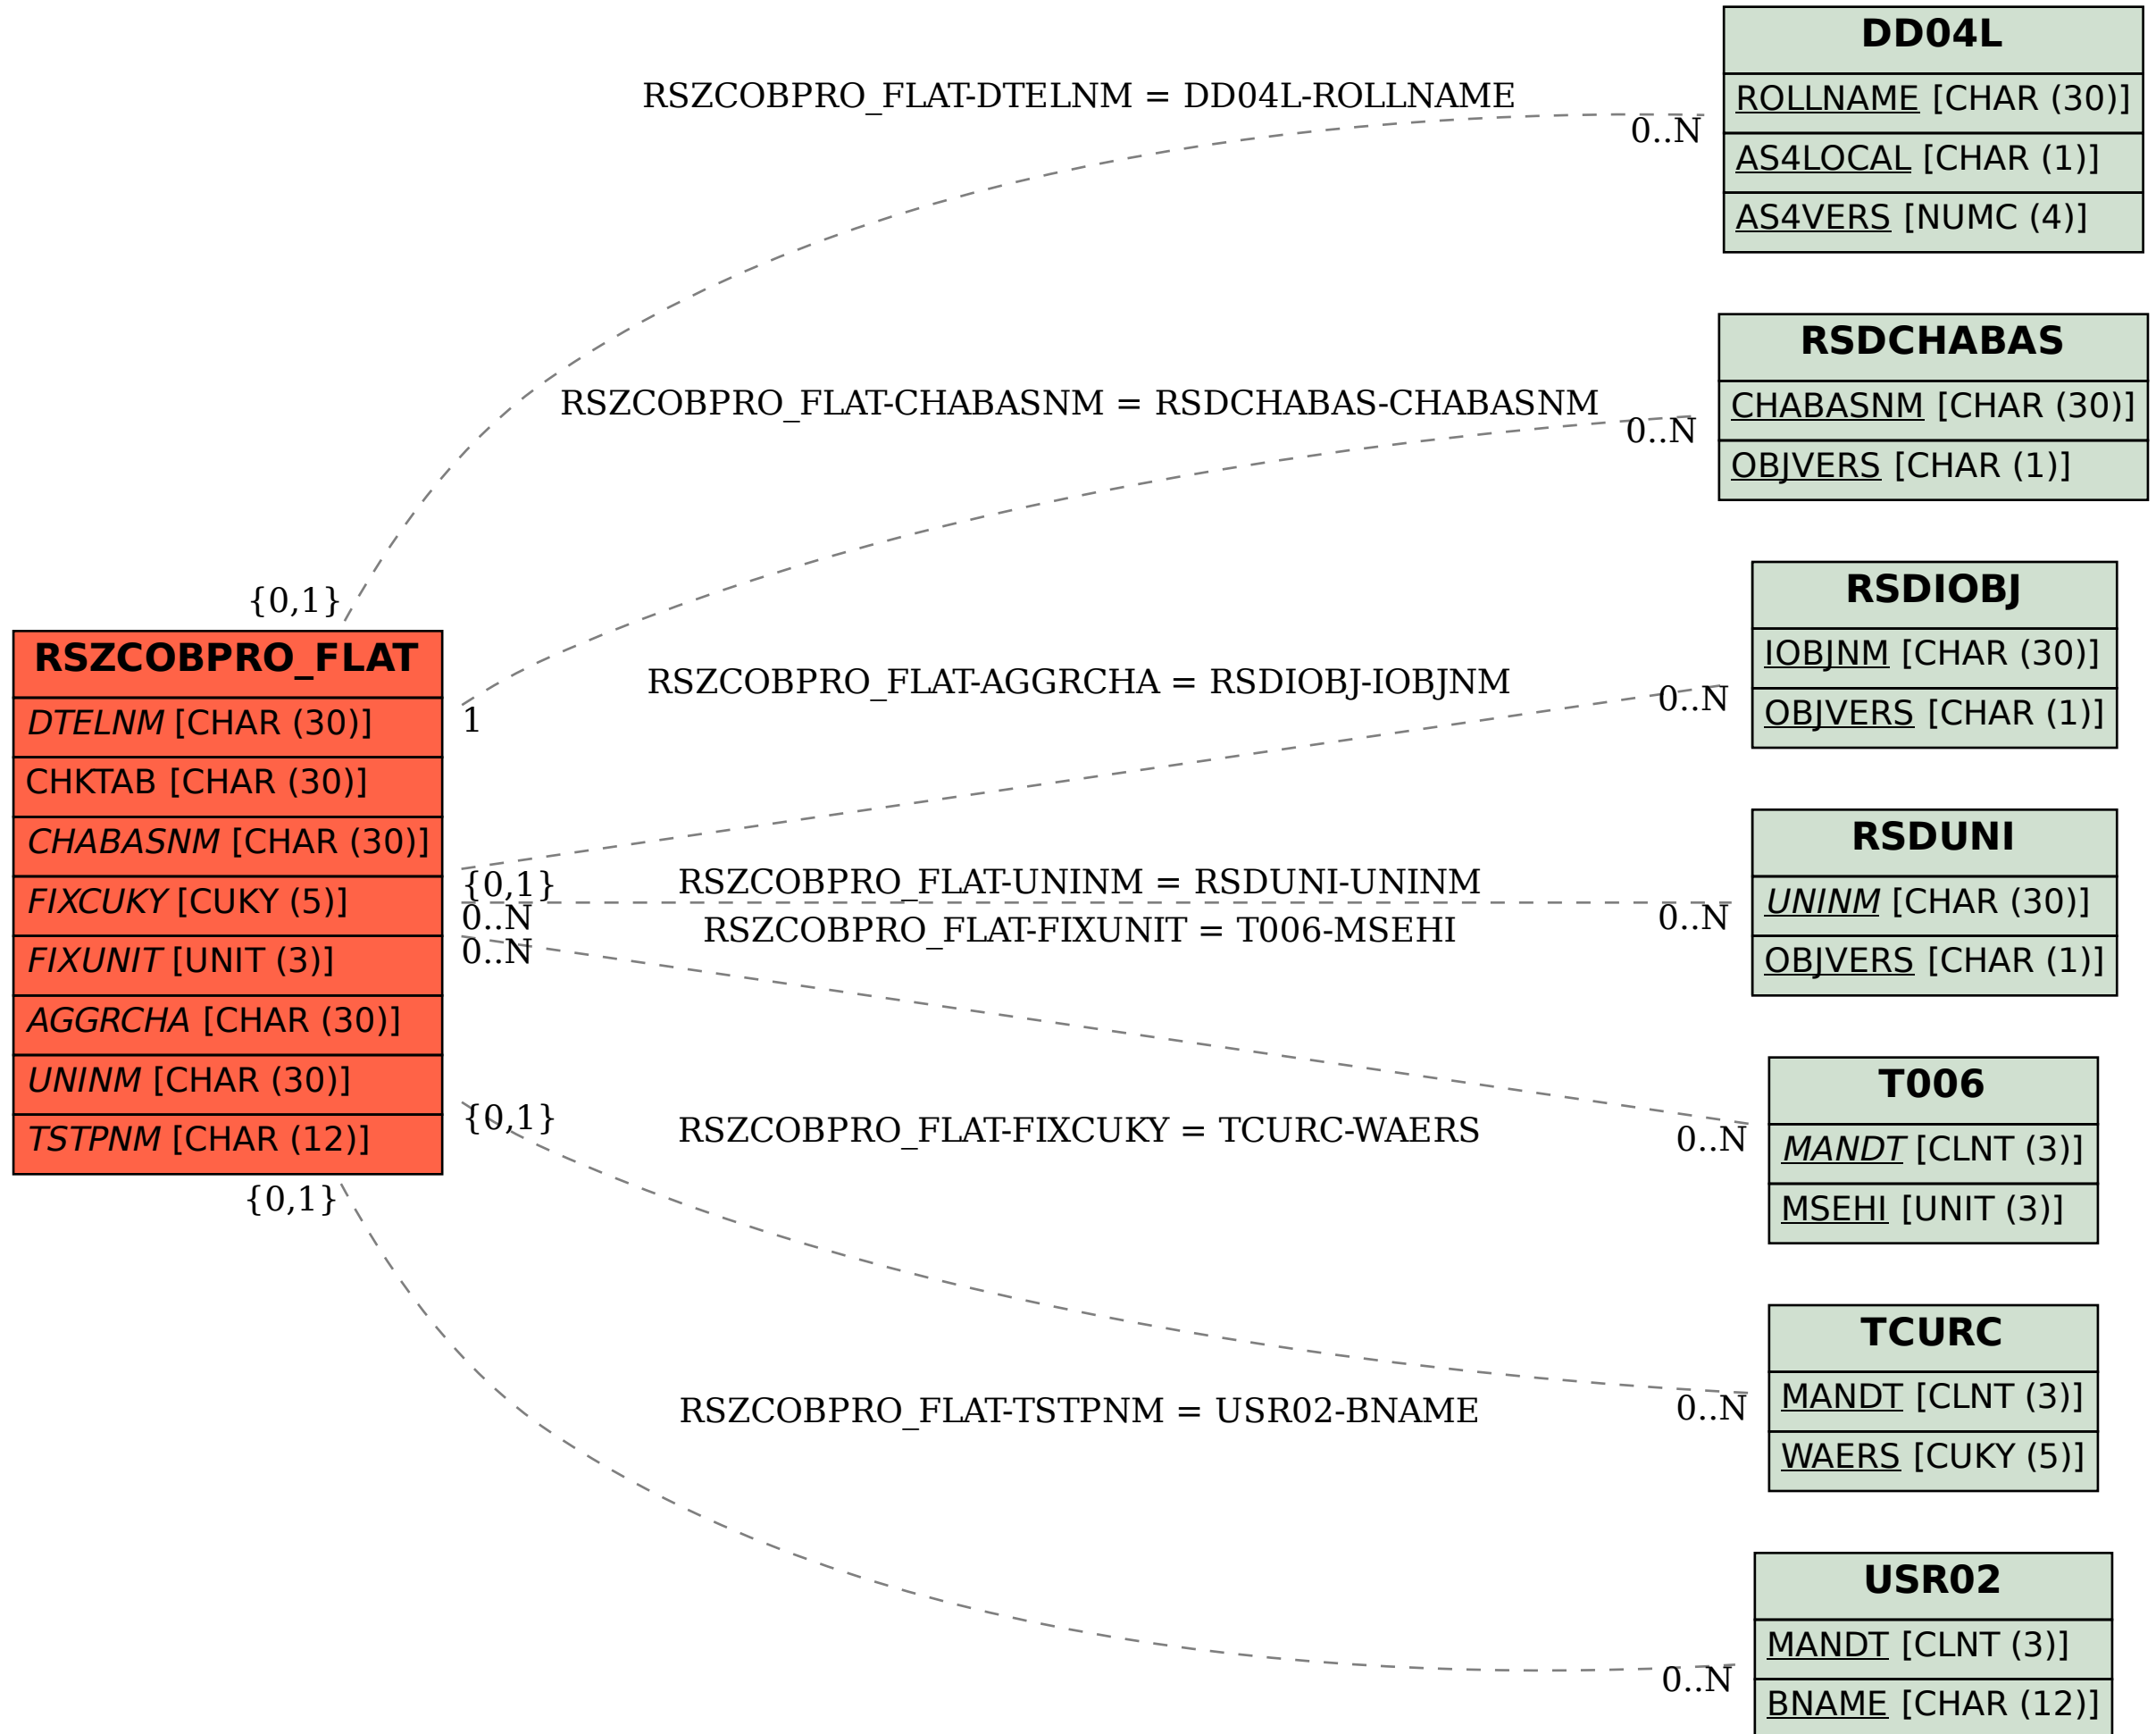 DD04L
ROLLNAME [CHAR (30)]
AS4LOCAL [CHAR (1)]
AS4VERS [NUMC (4)]
RSZCOBPRO_FLAT-DTELNM = DD04L-ROLLNAME
0..N
{0,1}
RSDCHABAS
CHABASNM [CHAR (30)]
OBJVERS [CHAR (1)]
RSZCOBPRO_FLAT-CHABASNM = RSDCHABAS-CHABASNM
0..N
1
RSDIOBJ
IOBJNM [CHAR (30)]
OBJVERS [CHAR (1)]
RSZCOBPRO_FLAT-AGGRCHA = RSDIOBJ-IOBJNM
0..N
{0,1}
RSZCOBPRO_FLAT
DTELNM [CHAR (30)]
CHKTAB [CHAR (30)]
CHABASNM [CHAR (30)]
FIXCUKY [CUKY (5)]
FIXUNIT [UNIT (3)]
AGGRCHA [CHAR (30)]
UNINM [CHAR (30)]
TSTPNM [CHAR (12)]
RSDUNI
UNINM [CHAR (30)]
OBJVERS [CHAR (1)]
RSZCOBPRO_FLAT-UNINM = RSDUNI-UNINM
0..N
0..N
RSZCOBPRO_FLAT-FIXUNIT = T006-MSEHI
0..N
0..N
T006
MANDT [CLNT (3)]
MSEHI [UNIT (3)]
RSZCOBPRO_FLAT-FIXCUKY = TCURC-WAERS
{0,1}
0..N
TCURC
MANDT [CLNT (3)]
WAERS [CUKY (5)]
RSZCOBPRO_FLAT-TSTPNM = USR02-BNAME
{0,1}
0..N
USR02
MANDT [CLNT (3)]
BNAME [CHAR (12)]